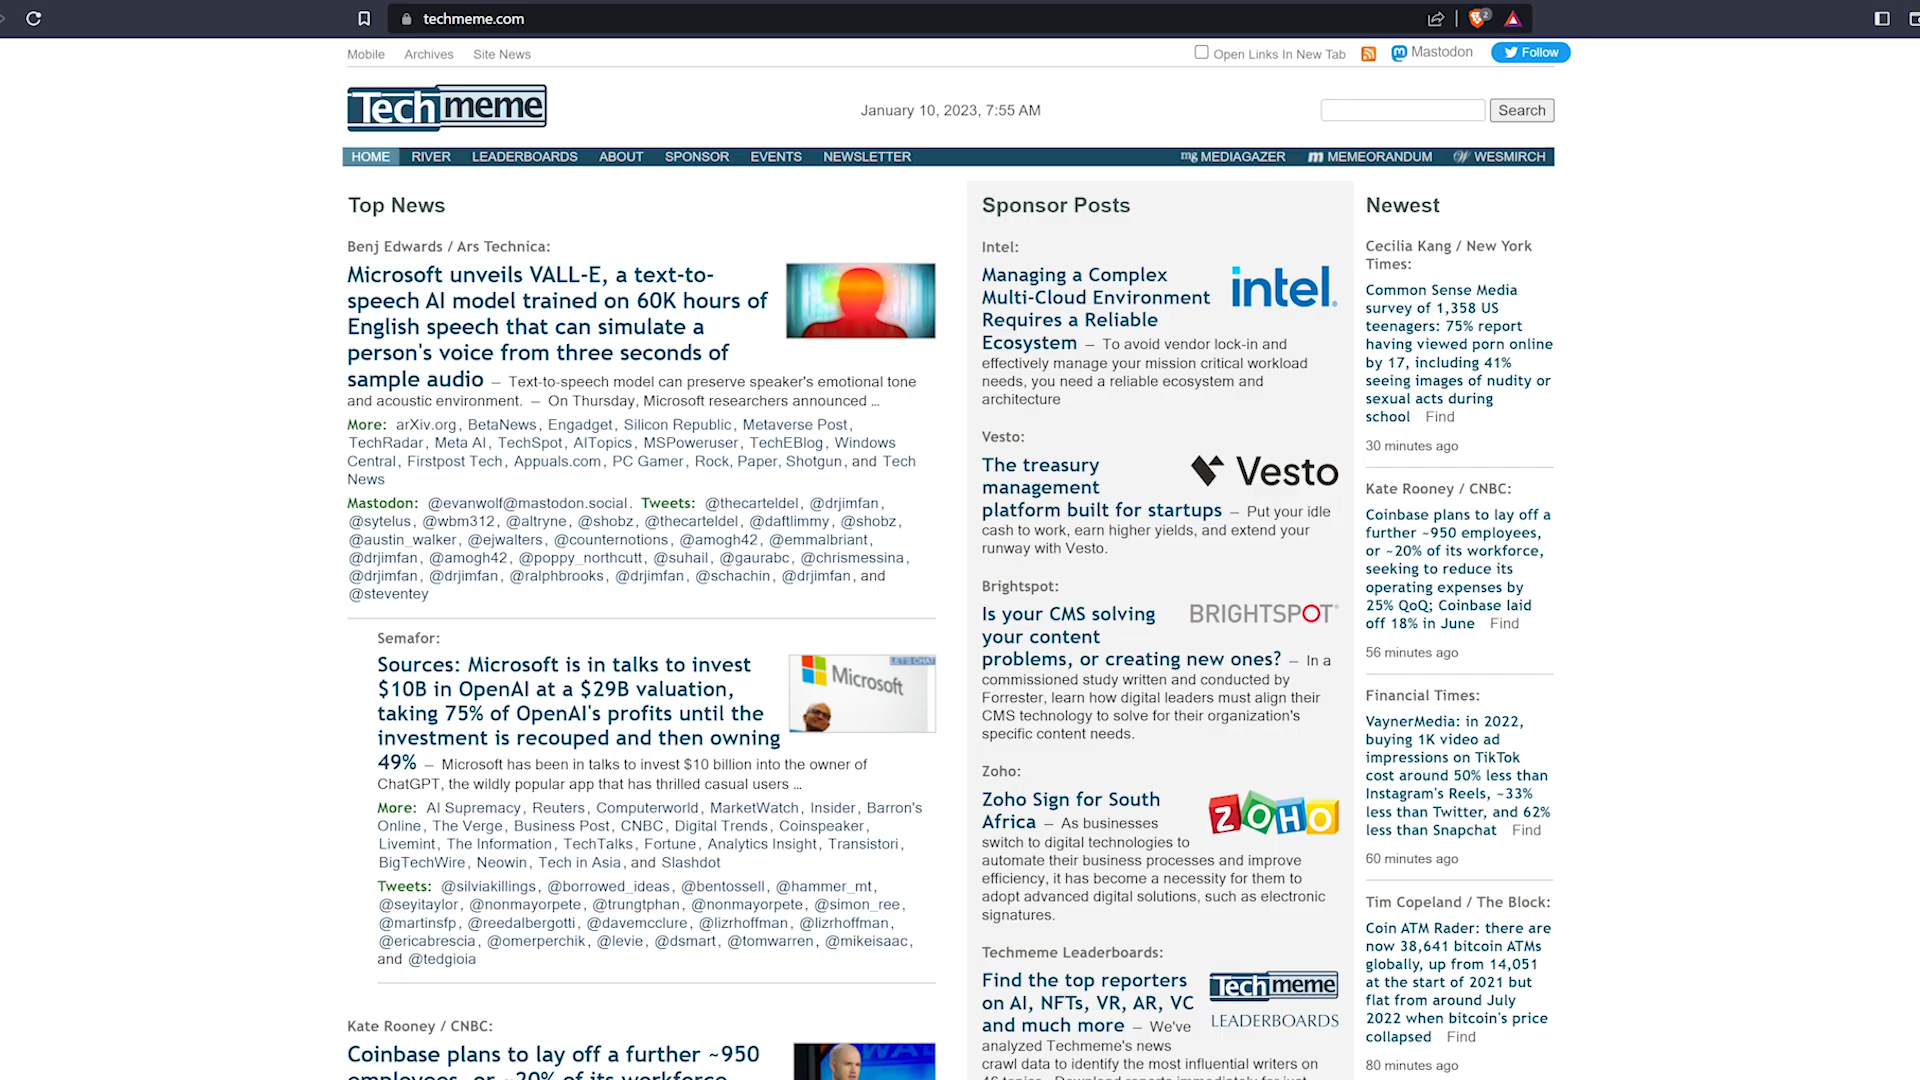 techmeme.com
2
Mobile Archives Site News
Open Links In New Tab Mastodon Follow
Techmeme
January 10, 2023, 7:55 AM
Search
HOME RIVER LEADERBOARDS ABOUT SPONSOR EVENTS NEWSLETTER mg MEDIAGAZER m MEMEORANDUM W WESMIRCH
Top News
Benj Edwards / Ars Technica:
Microsoft unveils VALL-E, a text-to-
speech AI model trained on 60K hours of
English speech that can simulate a
person's voice from three seconds of
sample audio — Text-to-speech model can preserve speaker's emotional tone
and acoustic environment. — On Thursday, Microsoft researchers announced ...
More: arXiv.org, BetaNews, Engadget, Silicon Republic, Metaverse Post,
TechRadar, Meta AI, TechSpot, AITopics, MSPoweruser, TechEBlog, Windows
Central, Firstpost Tech, Appuals.com, PC Gamer, Rock, Paper, Shotgun, and Tech
News
Mastodon: @evanwolf@mastodon.social. Tweets: @thecarteldel, @drjimfan,
@sytelus, @wbm312, @altryne, @shobz, @thecarteldel, @daftlimmy, @shobz,
@austin_walker, @ejwalters, @counternotions, @amogh42, @emmalbriant,
@drjimfan, @amogh42, @poppy_northcutt, @suhail, @gaurabc, @chrismessina,
@drjimfan, @drjimfan, @ralphbrooks, @drjimfan, @schachin, @drjimfan, and
@steventey
Semafor:
Sources: Microsoft is in talks to invest
$10B in OpenAI at a $29B valuation,
taking 75% of OpenAI's profits until the
investment is recouped and then owning
49% — Microsoft has been in talks to invest $10 billion into the owner of
ChatGPT, the wildly popular app that has thrilled casual users ...
LET'S CHAT
Microsoft
More: AI Supremacy, Reuters, Computerworld, MarketWatch, Insider, Barron's
Online, The Verge, Business Post, CNBC, Digital Trends, Coinspeaker,
Livemint, The Information, TechTalks, Fortune, Analytics Insight, Transistori,
BigTechWire, Neowin, Tech in Asia, and Slashdot
Tweets: @silviakillings, @borrowed_ideas, @bentossell, @hammer_mt,
@seyitaylor, @nonmayorpete, @trungtphan, @nonmayorpete, @simon_ree,
@martinsfp, @reedalbergotti, @davemcclure, @lizrhoffman, @lizrhoffman,
@ericabrescia, @omerperchik, @levie, @dsmart, @tomwarren, @mikeisaac,
and @tedgioia
Kate Rooney / CNBC:
Coinbase plans to lay off a further ~950
employees, or ~20% of its workforce,
Sponsor Posts
Intel:
Managing a Complex
Multi-Cloud Environment
Requires a Reliable
Ecosystem — To avoid vendor lock-in and
effectively manage your mission critical workload
needs, you need a reliable ecosystem and
architecture
intel.
Vesto:
The treasury
management
platform built for startups — Put your idle
cash to work, earn higher yields, and extend your
runway with Vesto.
Vesto
Brightspot:
Is your CMS solving
your content
problems, or creating new ones? — In a
commissioned study written and conducted by
Forrester, learn how digital leaders must align their
CMS technology to solve for their organization's
specific content needs.
BRIGHTSPOT
Zoho:
Zoho Sign for South
Africa — As businesses
switch to digital technologies to
automate their business processes and improve
efficiency, it has become a necessity for them to
adopt advanced digital solutions, such as electronic
signatures.
ZOHO
Techmeme Leaderboards:
Find the top reporters
on AI, NFTs, VR, AR, VC
and much more — We've
analyzed Techmeme's news
crawl data to identify the most influential writers on
Techmeme
LEADERBOARDS
Newest
Cecilia Kang / New York
Times:
Common Sense Media
survey of 1,358 US
teenagers: 75% report
having viewed porn online
by 17, including 41%
seeing images of nudity or
sexual acts during
school Find
30 minutes ago
Kate Rooney / CNBC:
Coinbase plans to lay off a
further ~950 employees,
or ~20% of its workforce,
seeking to reduce its
operating expenses by
25% QoQ; Coinbase laid
off 18% in June Find
56 minutes ago
Financial Times:
VaynerMedia: in 2022,
buying 1K video ad
impressions on TikTok
cost around 50% less than
Instagram's Reels, ~33%
less than Twitter, and 62%
less than Snapchat Find
60 minutes ago
Tim Copeland / The Block:
Coin ATM Rader: there are
now 38,641 bitcoin ATMs
globally, up from 14,051
at the start of 2021 but
flat from around July
2022 when bitcoin's price
collapsed Find
80 minutes ago